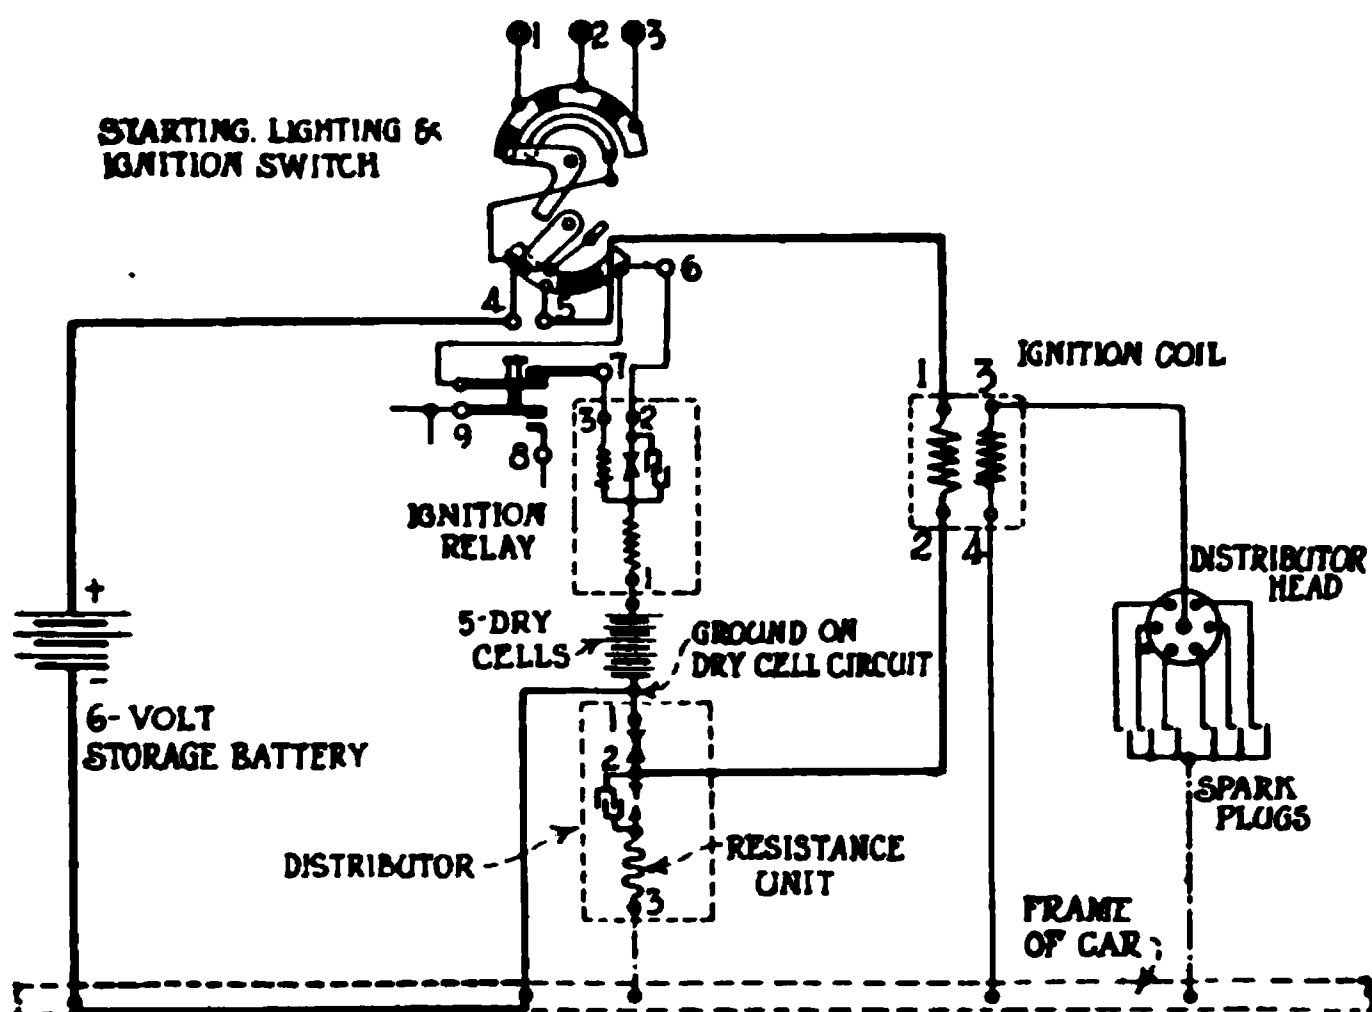 1 2 3
STARTING. LIGHTING &
IGNITION SWITCH
6
4 5
7
IGNITION COIL
1 3
3 2
9
8
IGNITION
RELAY
2 4
DISTRIBUTOR
HEAD
1
+
5-DRY
CELLS
GROUND ON
DRY CELL CIRCUIT
-
6-VOLT
STORAGE BATTERY
1
2
SPARK
PLUGS
DISTRIBUTOR
RESISTANCE
UNIT
3
FRAME
OF CAR